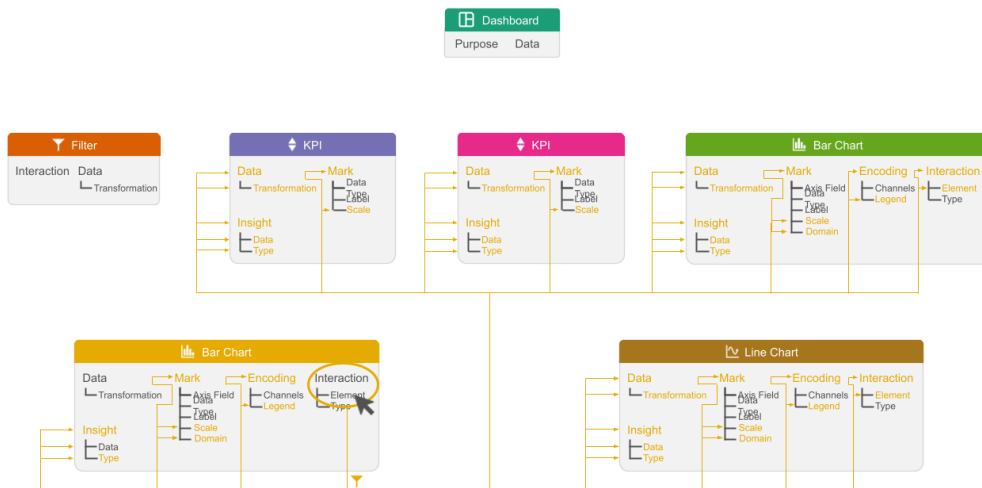 Dashboard
Purpose Data
Filter
Interaction Data
Transformation
KPI
Data Mark
Transformation
Data
Type
Label
Scale
Insight
Data
Type
KPI
Data Mark
Transformation
Data
Type
Label
Scale
Insight
Data
Type
Bar Chart
Data Mark Encoding Interaction
Transformation Axis Field Channels Element
Data
Type
Label
Legend Type
Scale
Domain
Insight
Data
Type
Bar Chart
Data Mark Encoding Interaction
Transformation Axis Field Channels Element
Data
Type
Label
Legend Type
Scale
Domain
Insight
Data
Type
Line Chart
Data Mark Encoding Interaction
Transformation Axis Field Channels Element
Data
Type
Label
Legend Type
Scale
Domain
Insight
Data
Type